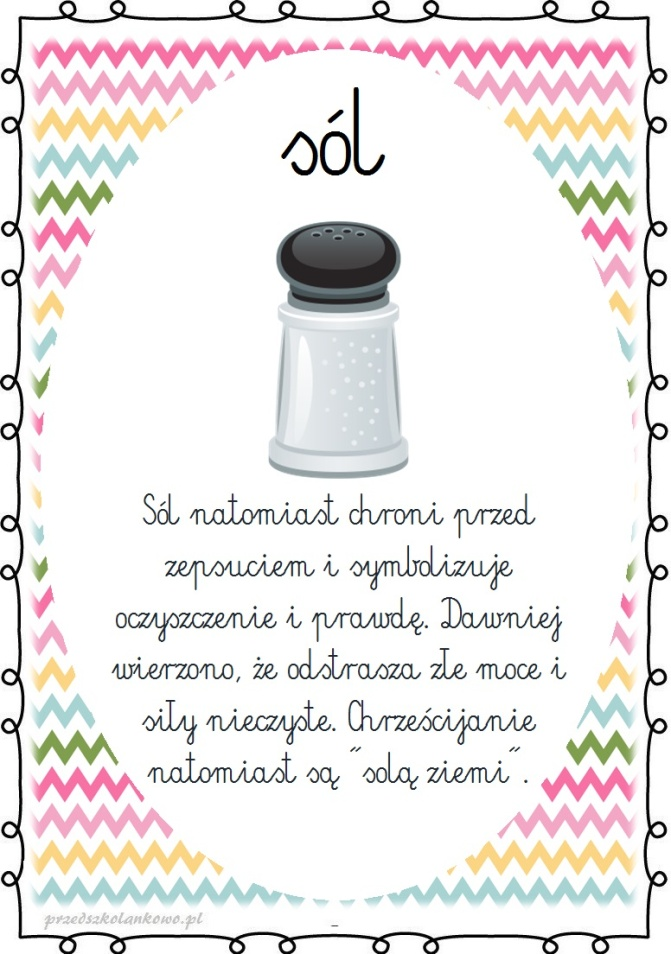 sól
Sól natomiast chroni przed
zepsuciem i symbolizuje
oczyszczenie i prawdę. Dawniej
wierzono, że odstrasza złe moce i
siły nieczyste. Chrześcijanie
natomiast są "solą ziemi".
przedszkolankowo.pl